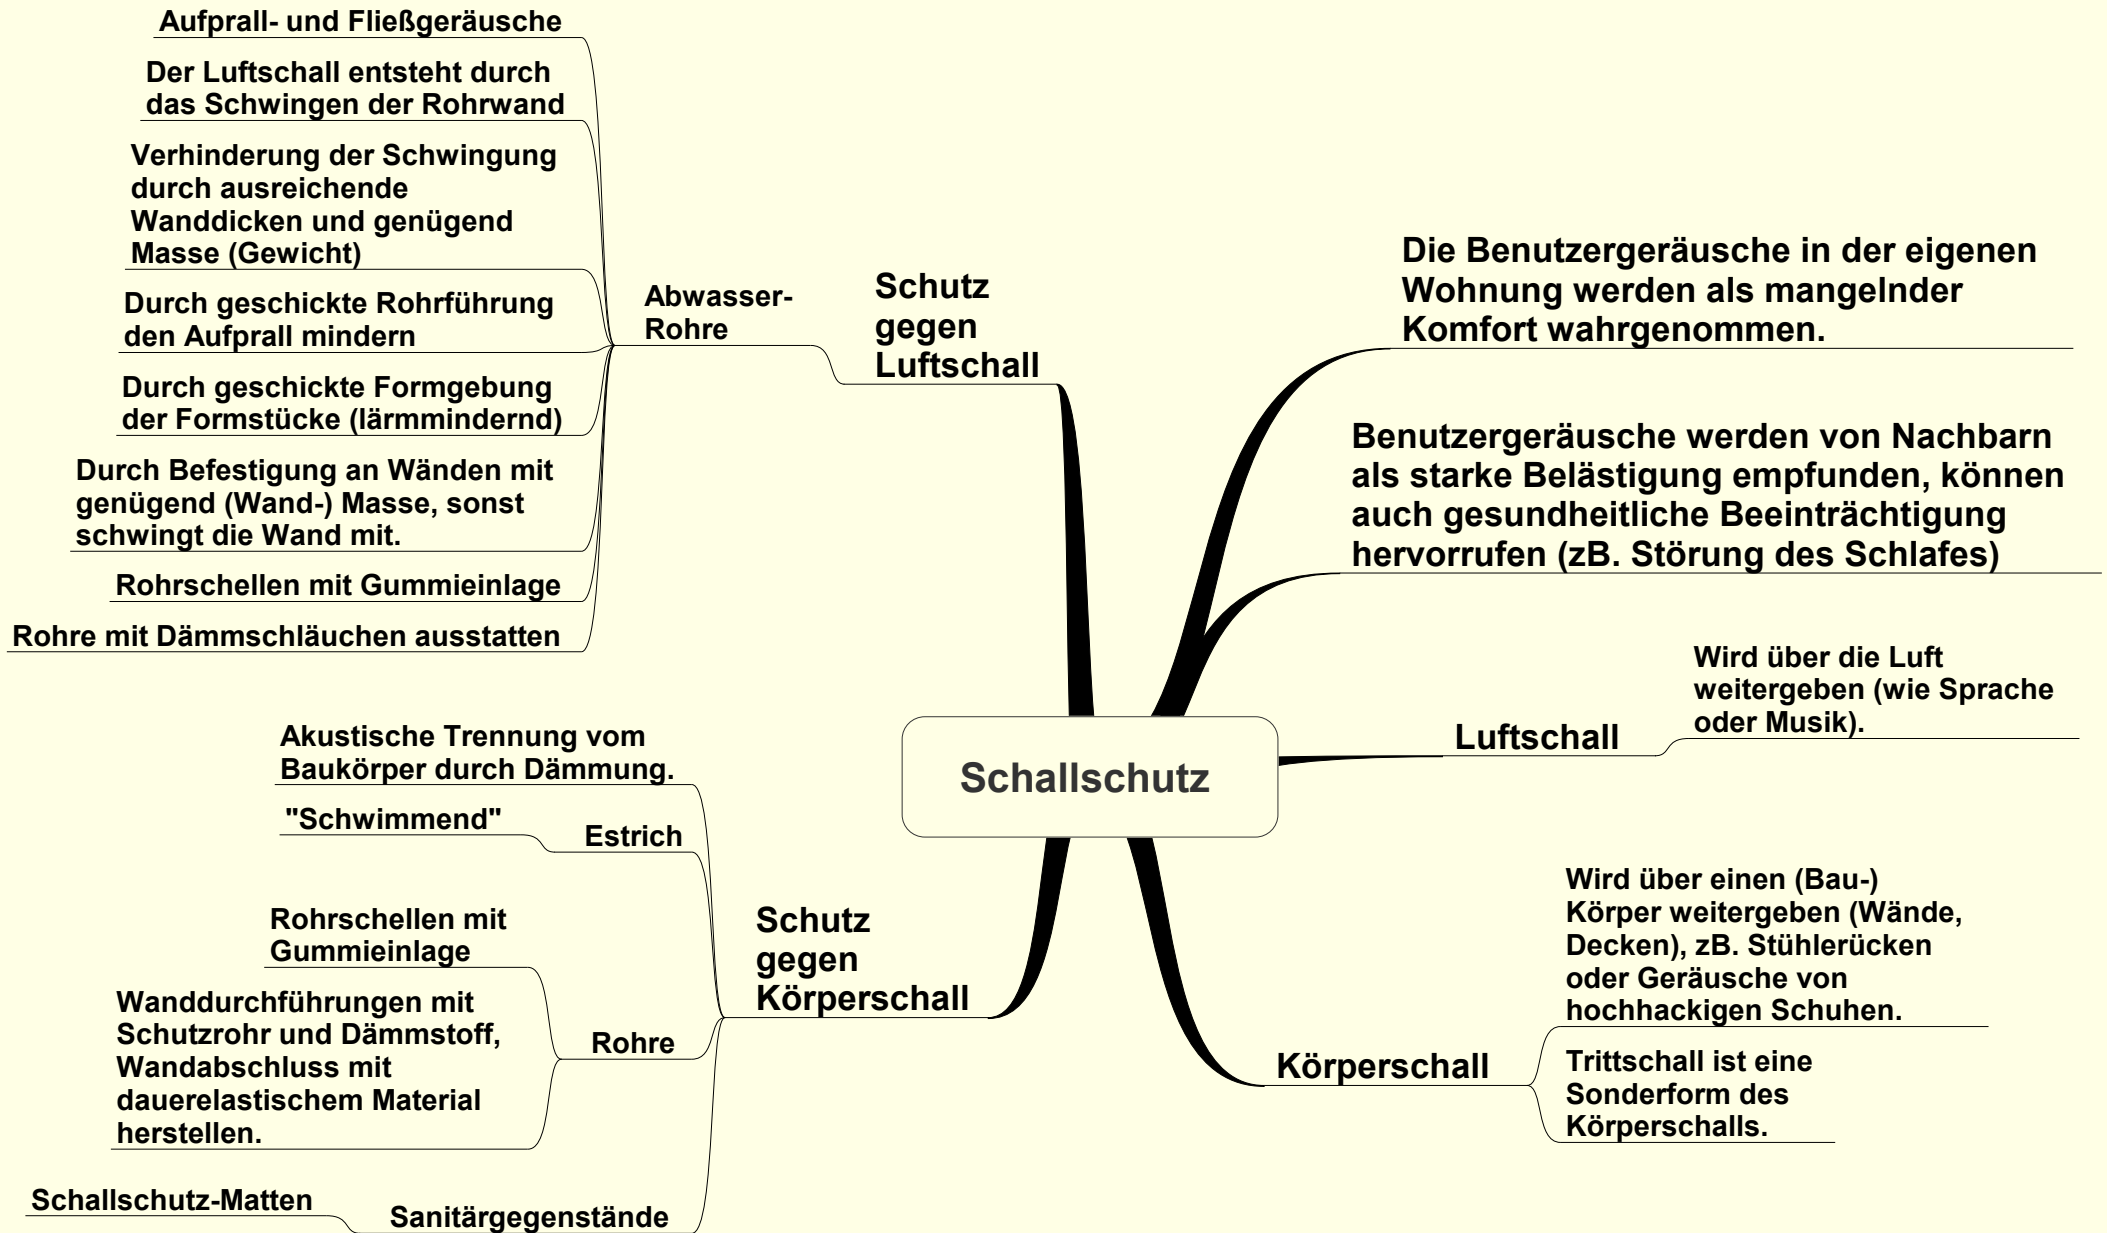 Aufprall- und Fließgeräusche
Der Luftschall entsteht durch
das Schwingen der Rohrwand
Verhinderung der Schwingung
durch ausreichende
Wanddicken und genügend
Masse (Gewicht)
Durch geschickte Rohrführung
den Aufprall mindern
Durch geschickte Formgebung
der Formstücke (lärmmindernd)
Durch Befestigung an Wänden mit
genügend (Wand-) Masse, sonst
schwingt die Wand mit.
Rohrschellen mit Gummieinlage
Rohre mit Dämmschläuchen ausstatten
Abwasser-
Rohre
Schutz
gegen
Luftschall
Akustische Trennung vom
Baukörper durch Dämmung.
"Schwimmend"
Estrich
Rohrschellen mit
Gummieinlage
Wanddurchführungen mit
Schutzrohr und Dämmstoff,
Wandabschluss mit
dauerelastischem Material
herstellen.
Rohre
Schallschutz-Matten
Sanitärgegenstände
Schutz
gegen
Körperschall
Schallschutz
Die Benutzergeräusche in der eigenen
Wohnung werden als mangelnder
Komfort wahrgenommen.
Benutzergeräusche werden von Nachbarn
als starke Belästigung empfunden, können
auch gesundheitliche Beeinträchtigung
hervorrufen (zB. Störung des Schlafes)
Luftschall
Wird über die Luft
weitergeben (wie Sprache
oder Musik).
Körperschall
Wird über einen (Bau-)
Körper weitergeben (Wände,
Decken), zB. Stühlerücken
oder Geräusche von
hochhackigen Schuhen.
Trittschall ist eine
Sonderform des
Körperschalls.